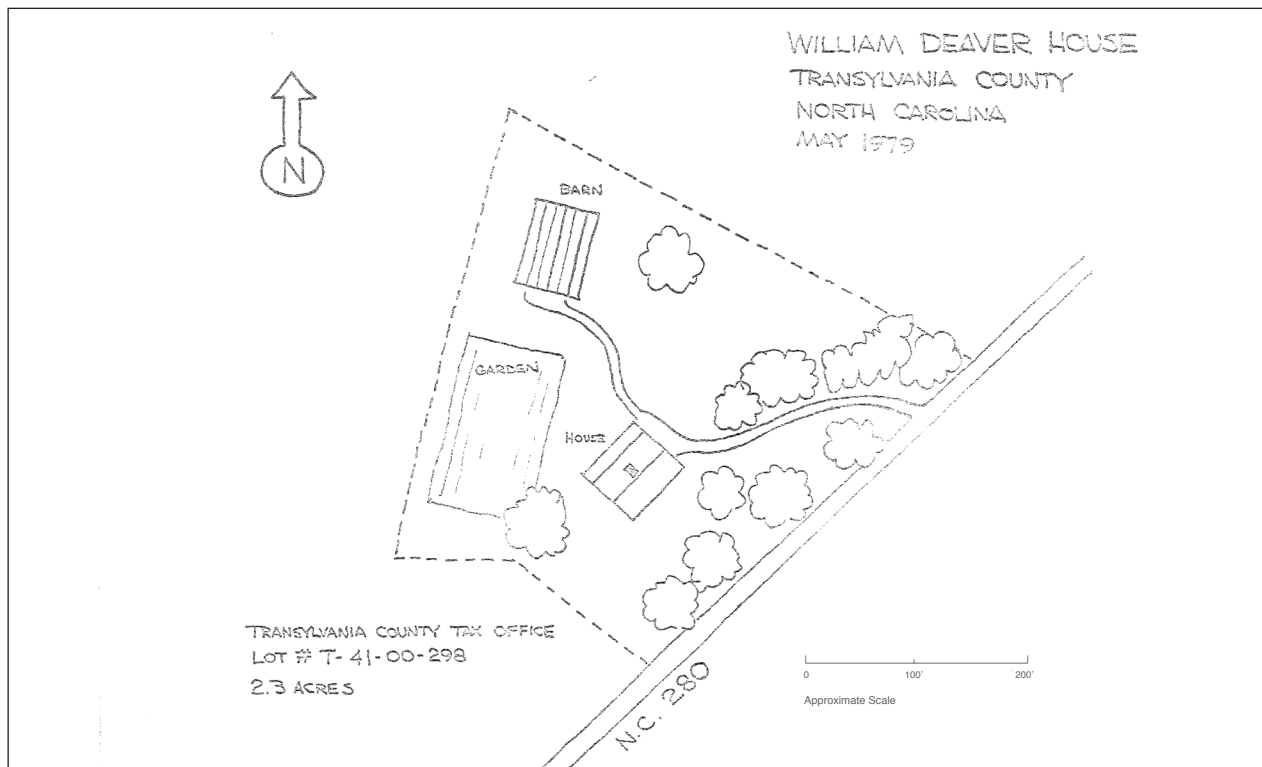 WILLIAM DEAVER HOUSE
TRANSYLVANIA COUNTY
NORTH CAROLINA
MAY 1979
N
BARN
GARDEN
HOUSE
TRANSYLVANIA COUNTY TAX OFFICE
LOT # T-41-00-298
2.3 ACRES
N.C. 280
0 100' 200'
Approximate Scale